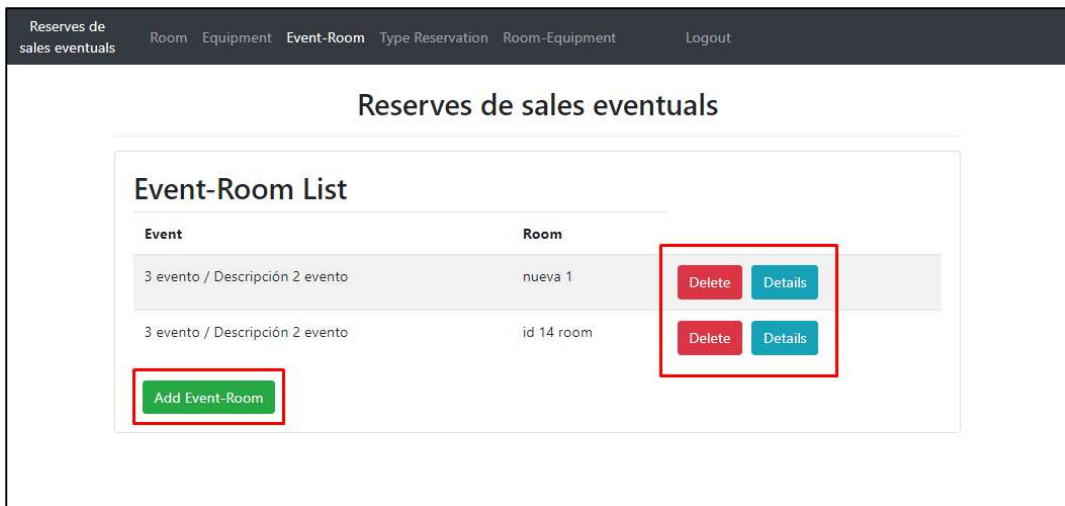 Reserves de
sales eventuals
Room Equipment Event-Room Type Reservation Room-Equipment Logout
Reserves de sales eventuals
Event-Room List
Event Room
3 evento / Descripción 2 evento nueva 1 Delete Details
3 evento / Descripción 2 evento id 14 room Delete Details
Add Event-Room